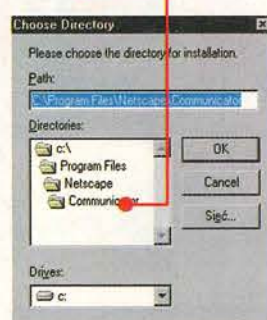 Choose Directory
Please choose the directory for installation.
Path:
C:\Program Files\Netscape\Communicator
Directories:
c:\
OK
Program Files
Netscape
Cancel
Communicator
Sieć...
Drives:
c: